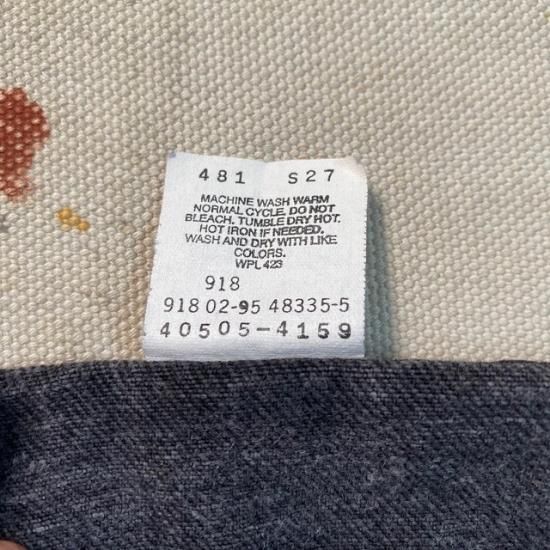 481 S27
MACHINE WASH WARM
NORMAL CYCLE. DO NOT
BLEACH. TUMBLE DRY HOT.
HOT IRON IF NEEDED.
WASH AND DRY WITH LIKE
COLORS.
WPL 423
918
918 02-95 48335-5
40505-4159